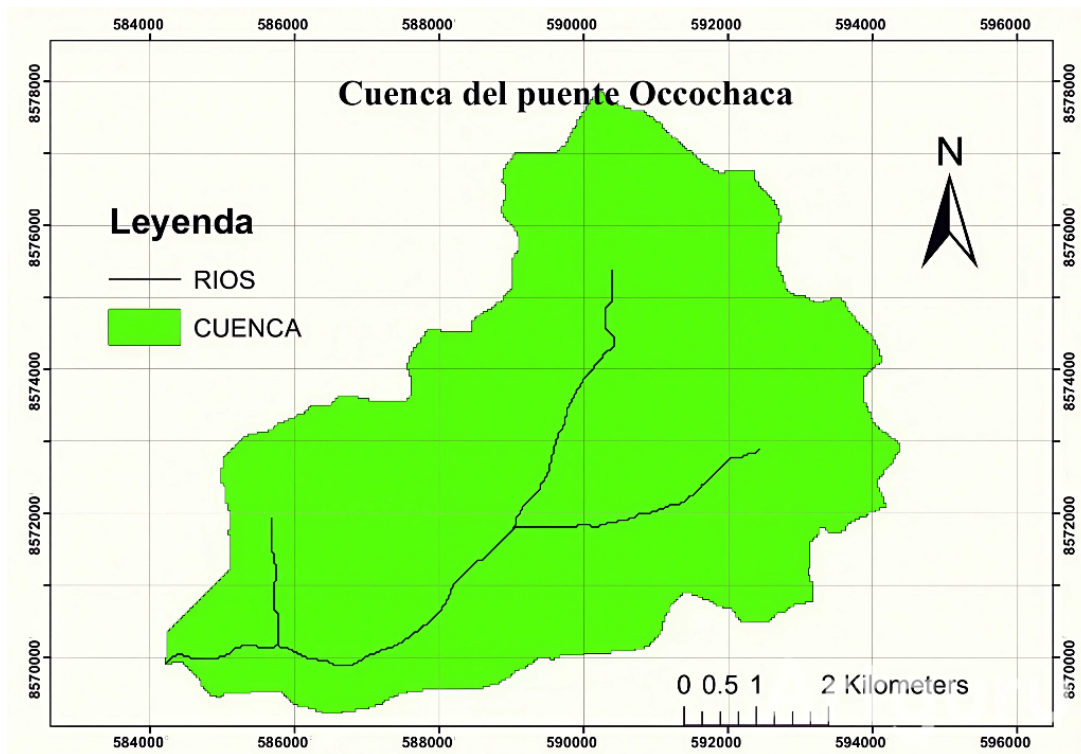 584000 586000 588000 590000 592000 594000 596000
Cuenca del puente Occochaca
N
Leyenda
RIOS
CUENCA
8578000 8576000 8574000 8572000 8570000
8578000 8576000 8574000 8572000 8570000
0 0.5 1 2 Kilometers
584000 586000 588000 590000 592000 594000 596000